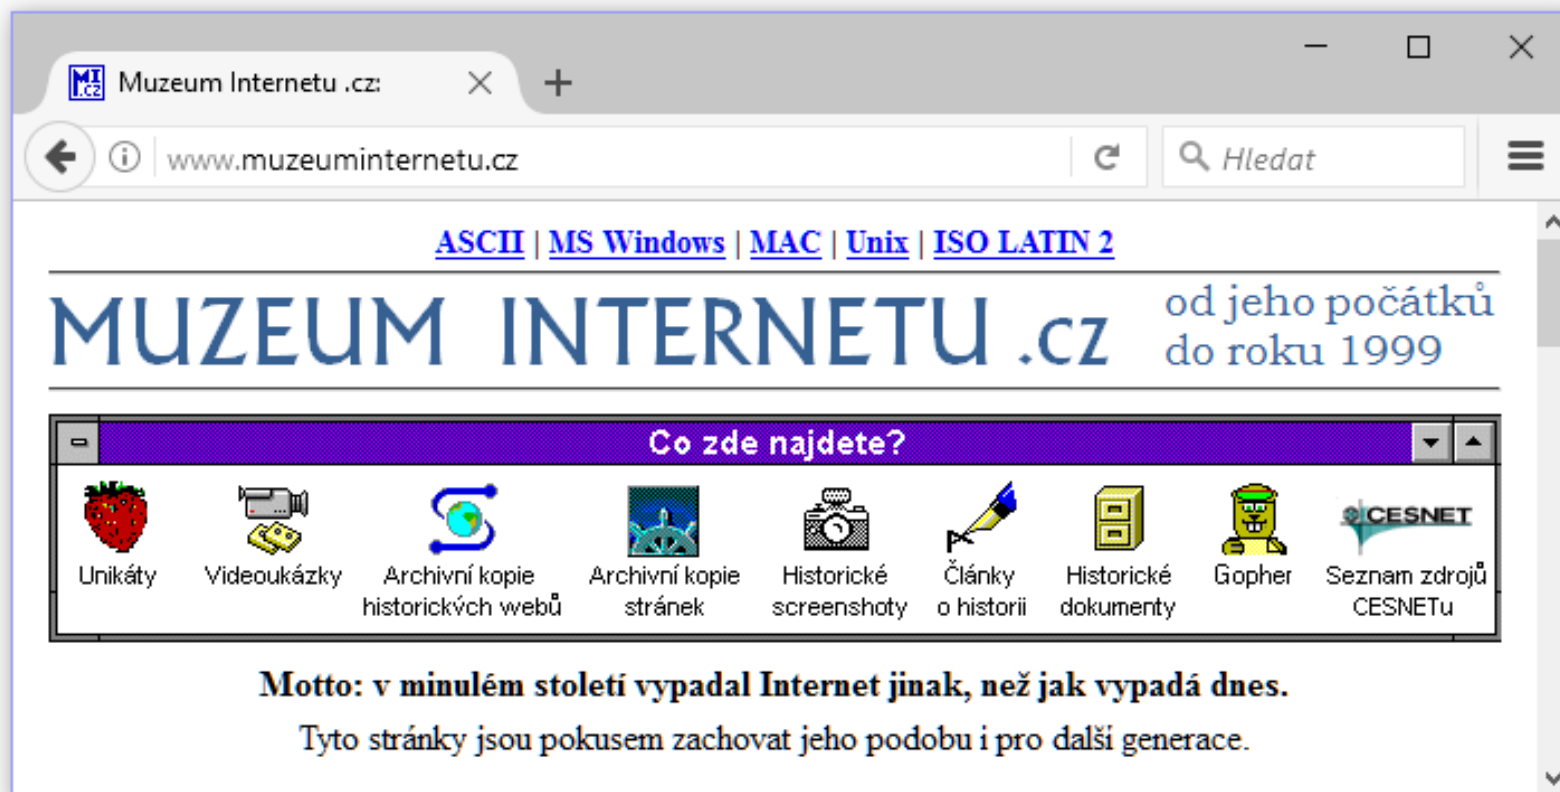 Muzeum Internetu .cz:
www.muzeuminternetu.cz
Hledat
ASCII | MS Windows | MAC | Unix | ISO LATIN 2
MUZEUM INTERNETU .cz
od jeho počátků
do roku 1999
Co zde najdete?
CESNET
Unikáty
Videoukázky
Archivní kopie
historických webů
Archivní kopie
stránek
Historické
screenshoty
Články
o historii
Historické
dokumenty
Gopher
Seznam zdrojů
CESNETu
Motto: v minulém století vypadal Internet jinak, než jak vypadá dnes.
Tyto stránky jsou pokusem zachovat jeho podobu i pro další generace.